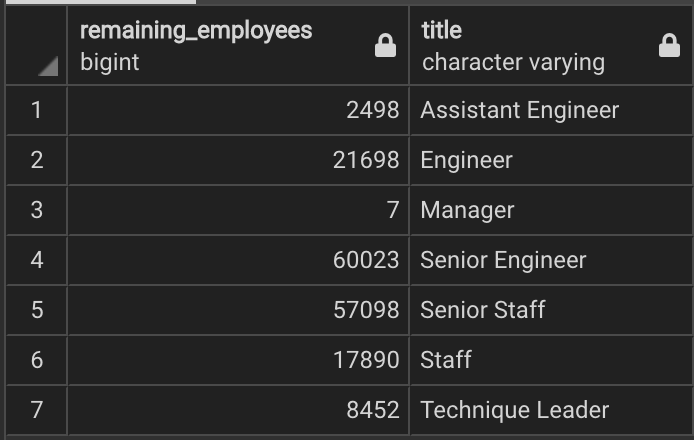 remaining_employees title
bigint character varying
1 2498 Assistant Engineer
2 21698 Engineer
3 7 Manager
4 60023 Senior Engineer
5 57098 Senior Staff
6 17890 Staff
7 8452 Technique Leader